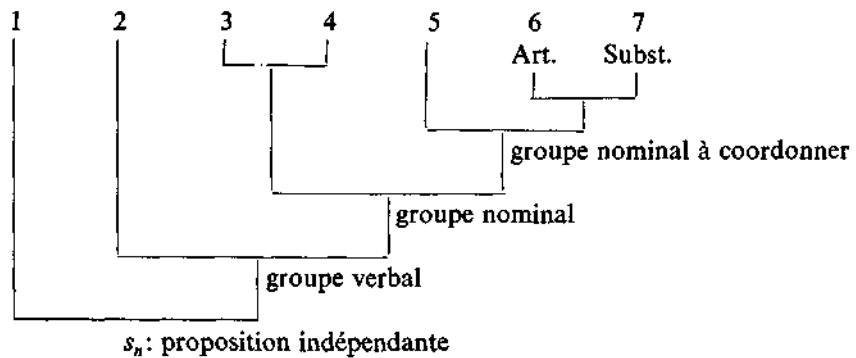 1 2 3 4 5 6 7
Art. Subst.
groupe nominal à coordonner
groupe nominal
groupe verbal
sₙ: proposition indépendante